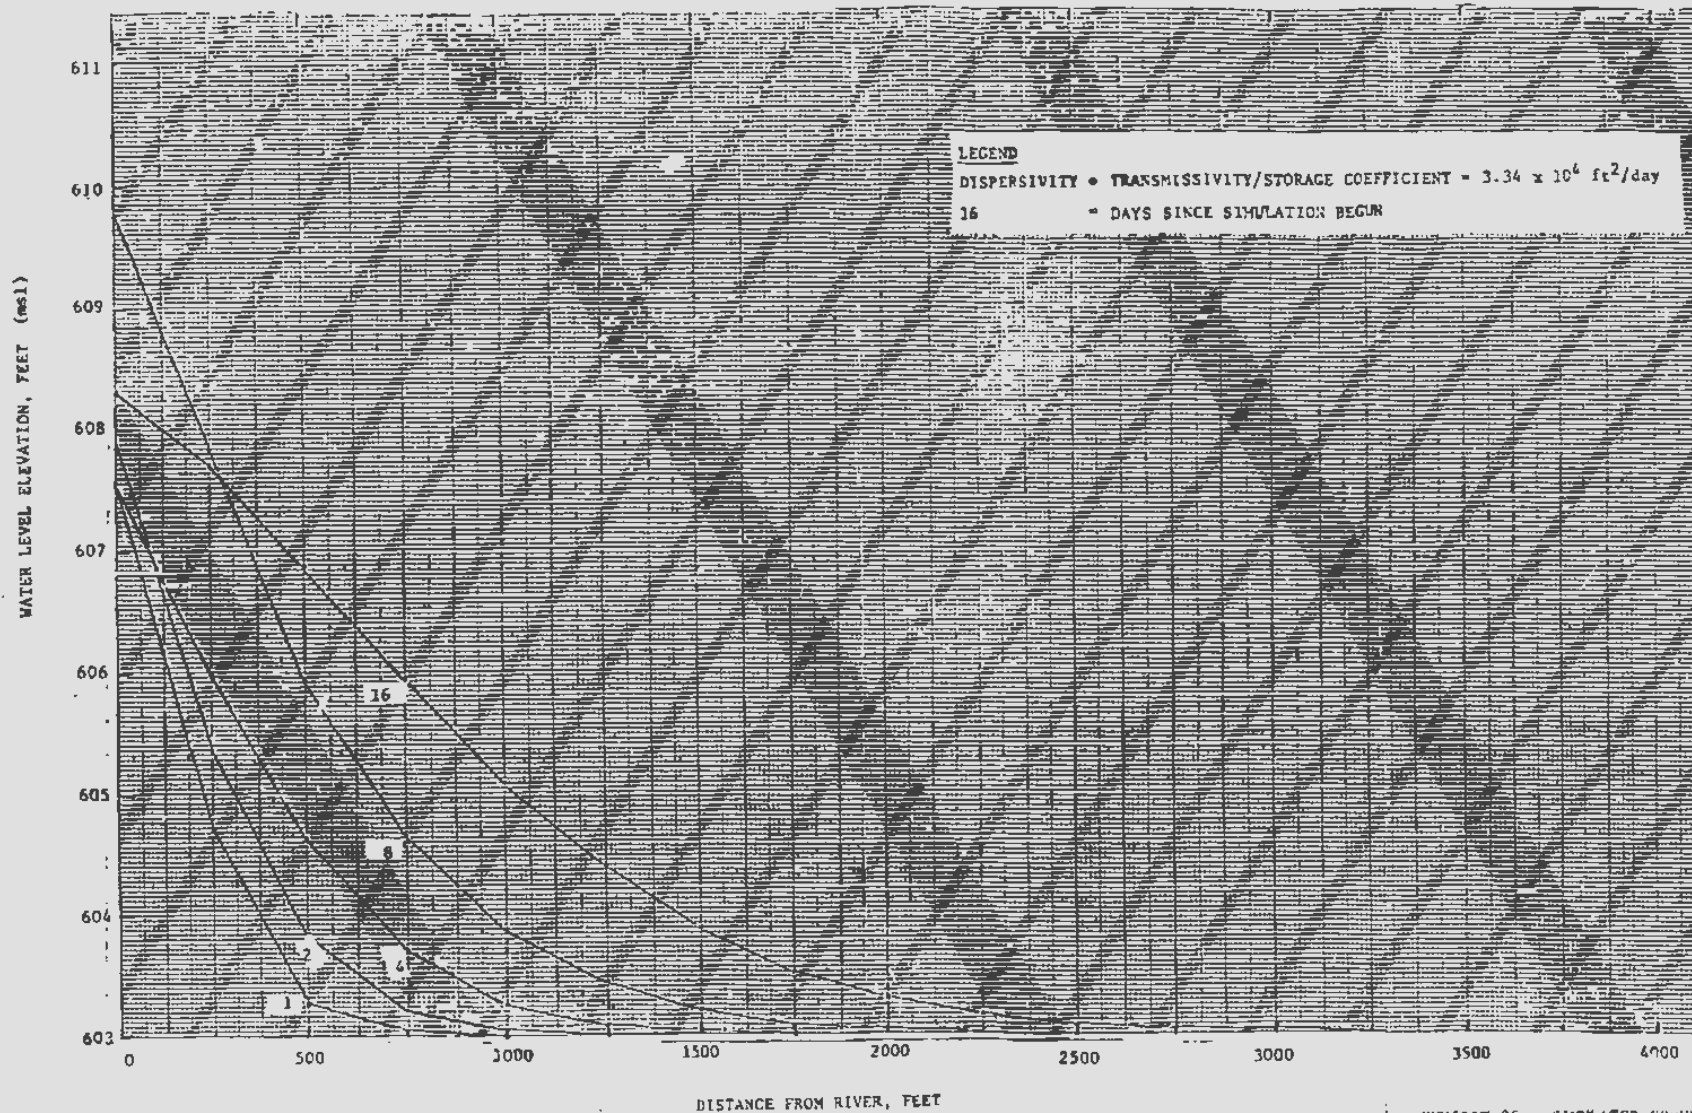 611
610
609
608
607
606
605
604
603
WATER LEVEL ELEVATION, FEET (msl)
LEGEND
DISPERSIVITY = TRANSMISSIVITY/STORAGE COEFFICIENT = 3.34 x 10⁴ ft²/day
16 = DAYS SINCE SIMULATION BEGUN
16
8
4
2
1
0 500 1000 1500 2000 2500 3000 3500 4000
DISTANCE FROM RIVER, FEET